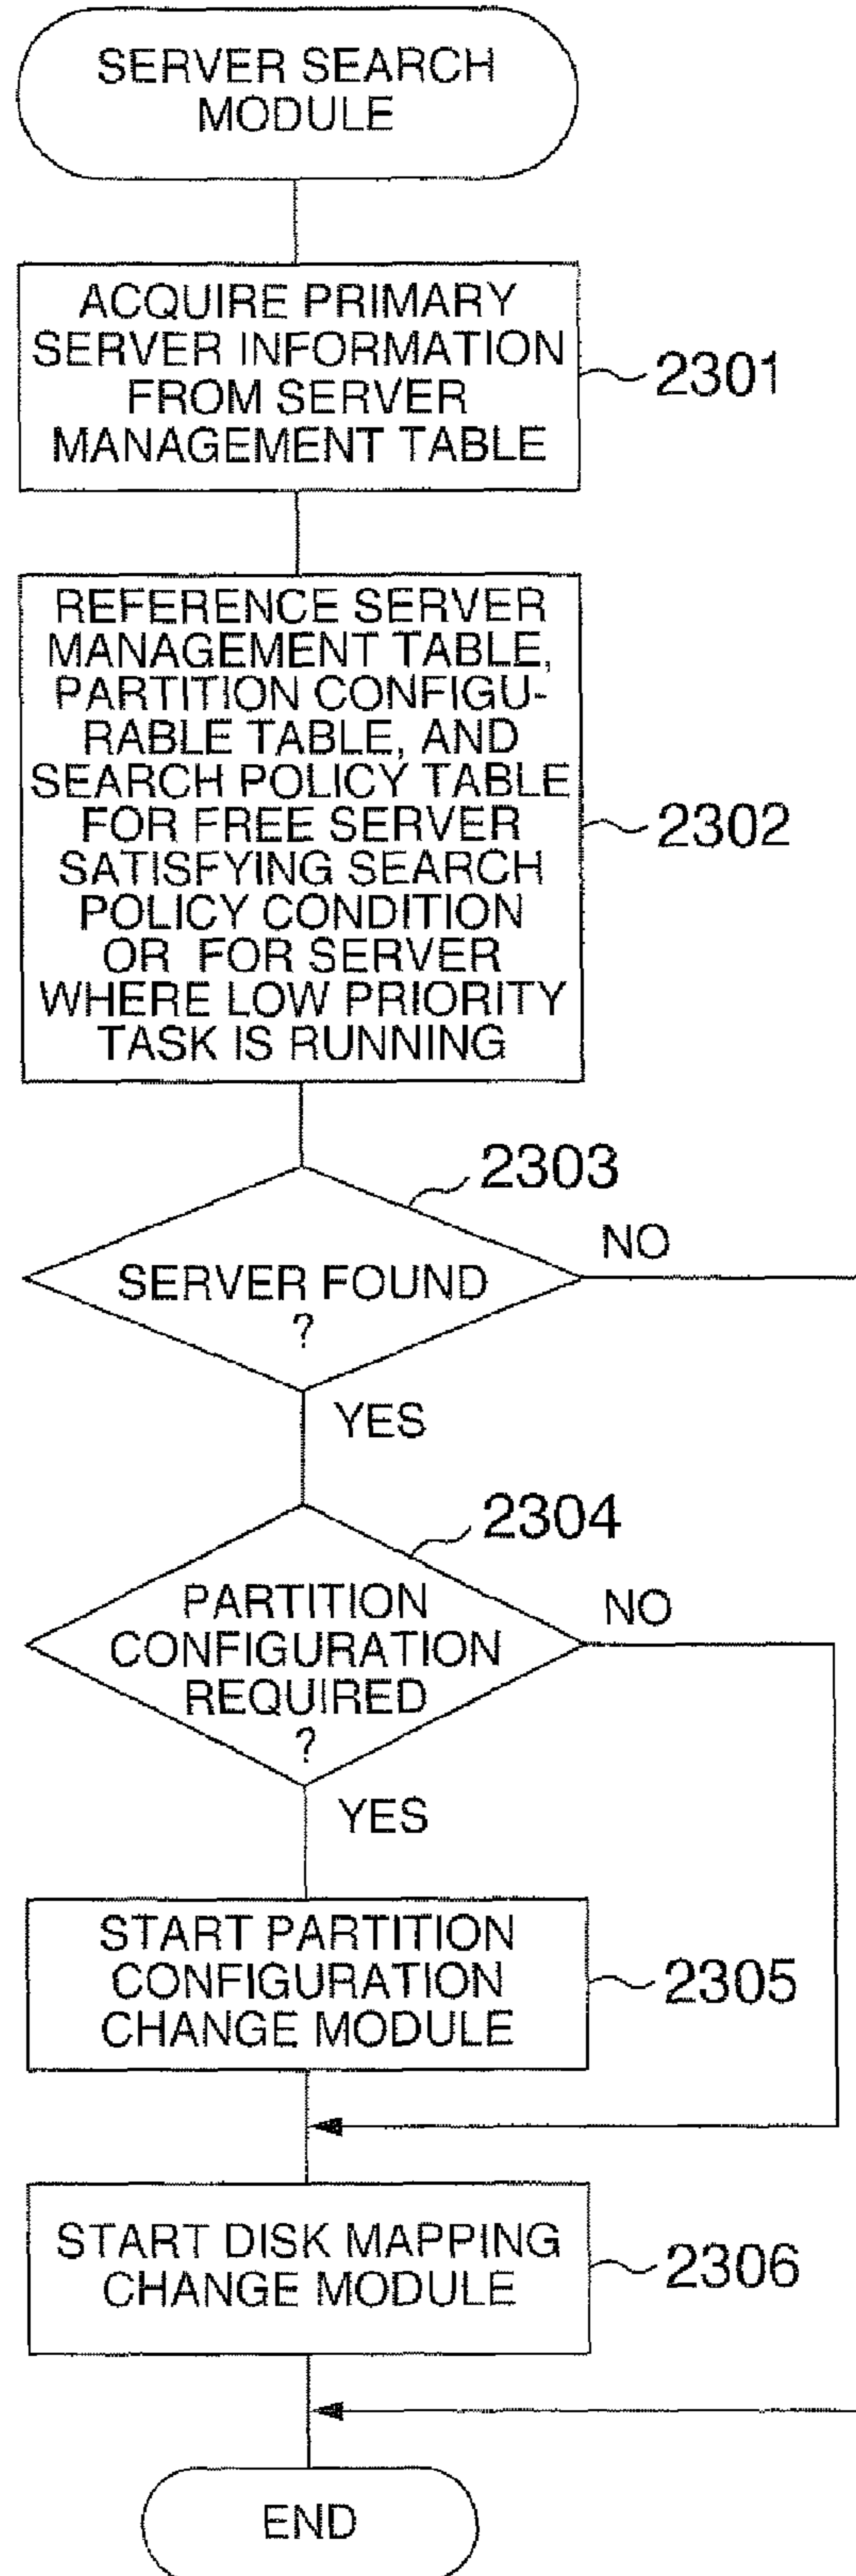 SERVER SEARCH
MODULE
ACQUIRE PRIMARY
SERVER INFORMATION
FROM SERVER
MANAGEMENT TABLE
2301
REFERENCE SERVER
MANAGEMENT TABLE,
PARTITION CONFIGU-
RABLE TABLE, AND
SEARCH POLICY TABLE
FOR FREE SERVER
SATISFYING SEARCH
POLICY CONDITION
OR FOR SERVER
WHERE LOW PRIORITY
TASK IS RUNNING
2302
2303
SERVER FOUND
?
NO
YES
2304
PARTITION
CONFIGURATION
REQUIRED
?
NO
YES
START PARTITION
CONFIGURATION
CHANGE MODULE
2305
START DISK MAPPING
CHANGE MODULE
2306
END